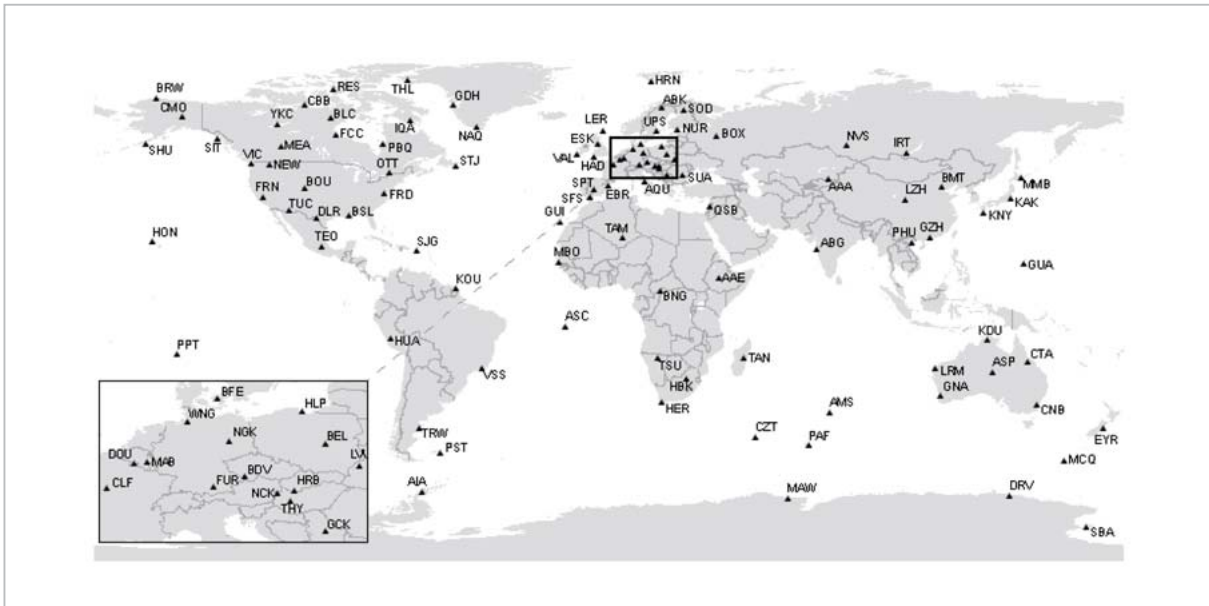 HRN
BRW
RES
THL
CMO
CBB
GDH
ABK
SOD
YKC
BLC
IQA
LER
UPS
NUR
BOX
FCC
NAQ
ESK
NVS
IRT
SHU
SIT
MEA
PBQ
VIC
NEW
OTT
STJ
VAL
HAD
SUA
AAA
BMT
MMB
BOU
FRN
FRD
SPT
EBR
AQU
LZH
KAK
SFS
TUC
DLR
BSL
GUI
QSB
KNY
HON
TEO
SJG
TAM
PHU
GZH
ABG
MBO
GUA
KOU
AAE
BNG
ASC
HUA
KDU
PPT
VSS
TSU
TAN
LRM
ASP
CTA
HBK
GNA
HER
AMS
CNB
TRW
PST
CZT
PAF
EYR
MCQ
AIA
MAW
DRV
SBA
BFE
HLP
WNG
NGK
BEL
DOU
MAB
CLF
FUR
BDV
NCK
HRB
THY
GCK